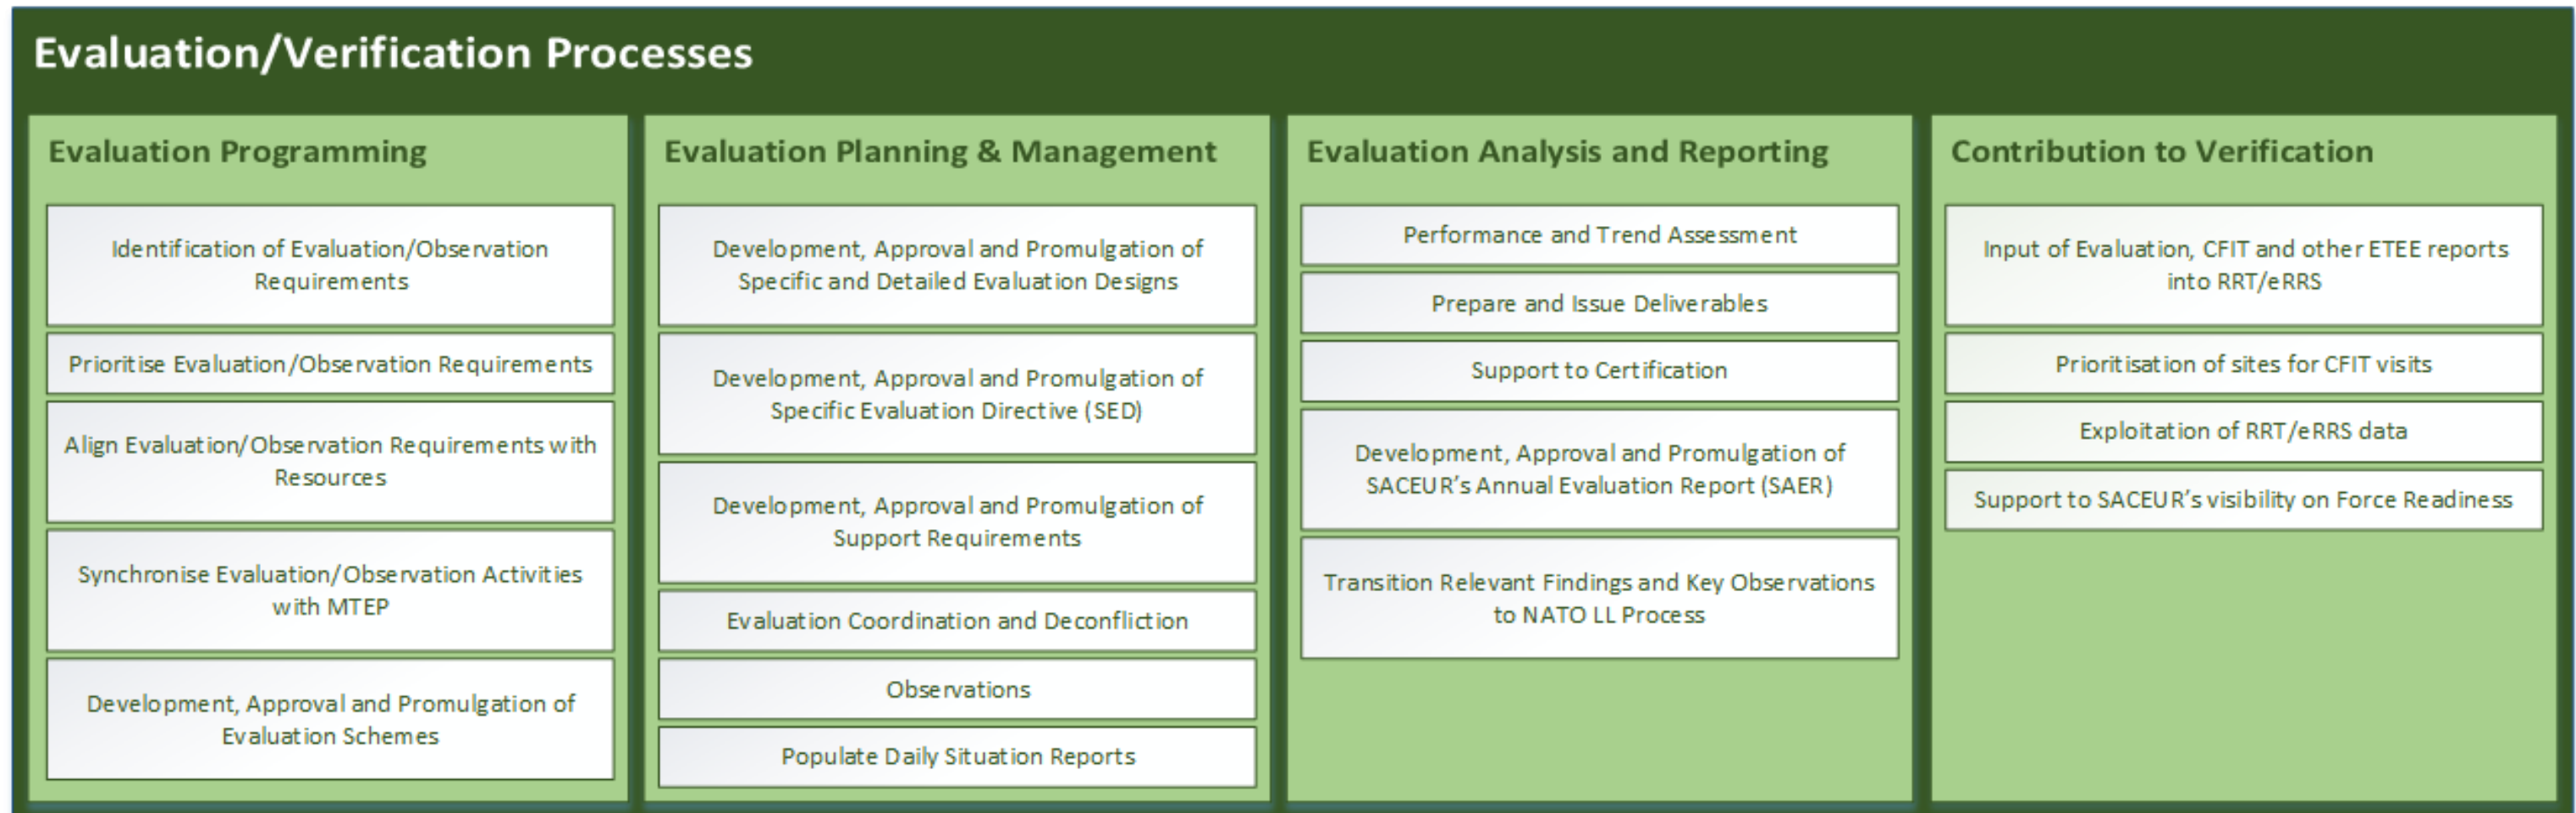 Evaluation/Verification Processes
Evaluation Programming
Identification of Evaluation/Observation
Requirements
Prioritise Evaluation/Observation Requirements
Align Evaluation/Observation Requirements with
Resources
Synchronise Evaluation/Observation Activities
with MTEP
Development, Approval and Promulgation of
Evaluation Schemes
Evaluation Planning & Management
Development, Approval and Promulgation of
Specific and Detailed Evaluation Designs
Development, Approval and Promulgation of
Specific Evaluation Directive (SED)
Development, Approval and Promulgation of
Support Requirements
Evaluation Coordination and Deconfliction
Observations
Populate Daily Situation Reports
Evaluation Analysis and Reporting
Performance and Trend Assessment
Prepare and Issue Deliverables
Support to Certification
Development, Approval and Promulgation of
SACEUR’s Annual Evaluation Report (SAER)
Transition Relevant Findings and Key Observations
to NATO LL Process
Contribution to Verification
Input of Evaluation, CFIT and other ETEE reports
into RRT/eRRS
Prioritisation of sites for CFIT visits
Exploitation of RRT/eRRS data
Support to SACEUR’s visibility on Force Readiness